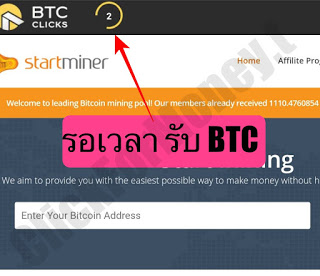 BTC
CLICKS
2
startminer
Home Affilite Pro
Welcome to leading Bitcoin mining pool! Our members already received 1110.4760854
รอเวลา รับ BTC
ing
We aim to provide you with the easiest possible way to make money without h
Enter Your Bitcoin Address